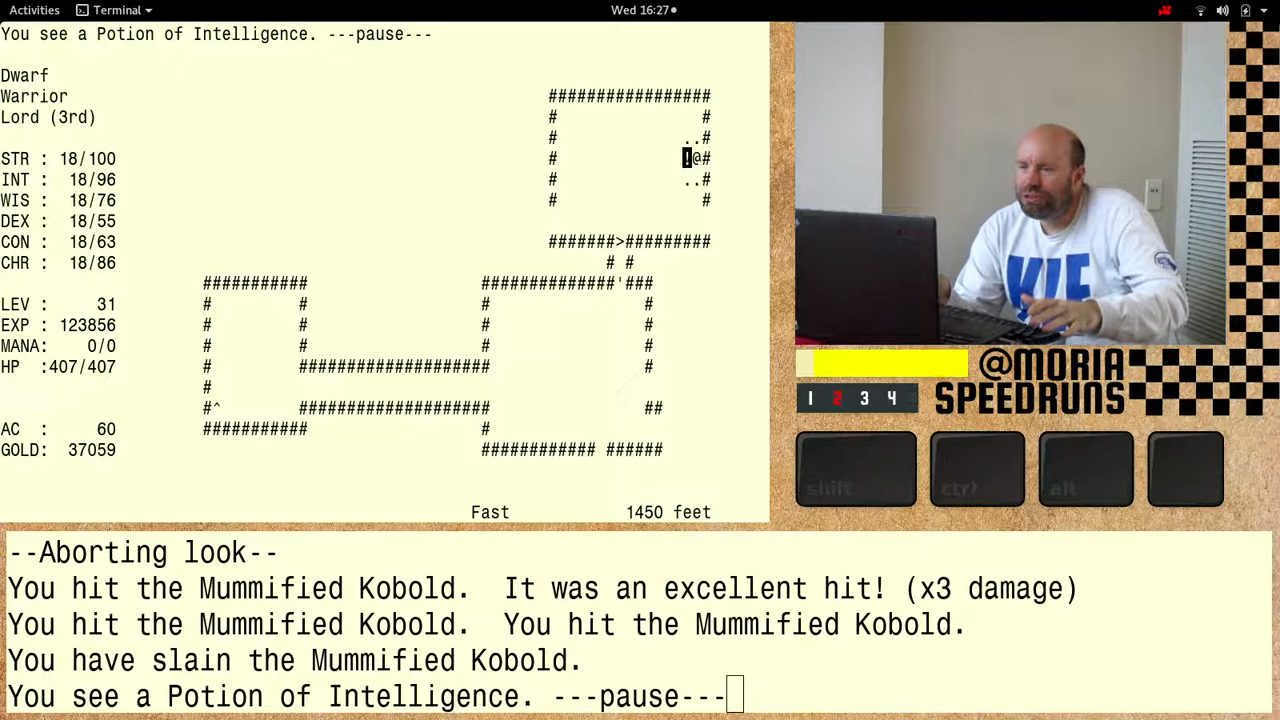 Activities Terminal Wed 16:27
You see a Potion of Intelligence. ---pause---
Dwarf
Warrior
Lord (3rd)
STR : 18/100
INT : 18/96
WIS : 18/76
DEX : 18/55
CON : 18/63
CHR : 18/86
LEV : 31
EXP : 123856
MANA: 0/0
HP :407/407
AC : 60
GOLD: 37059
#################
# #
# ..#
# !@#
# ..#
# #
#######>#########
# #
########### ##############'###
# # # #
# # # #
# # # #
# #################### #
#
#^ #################### ##
########### #
############ ######
Fast 1450 feet
KIE
@MORIA
SPEEDRUNS
1 2 3 4
shift ctrl alt
--Aborting look--
You hit the Mummified Kobold. It was an excellent hit! (x3 damage)
You hit the Mummified Kobold. You hit the Mummified Kobold.
You have slain the Mummified Kobold.
You see a Potion of Intelligence. ---pause---